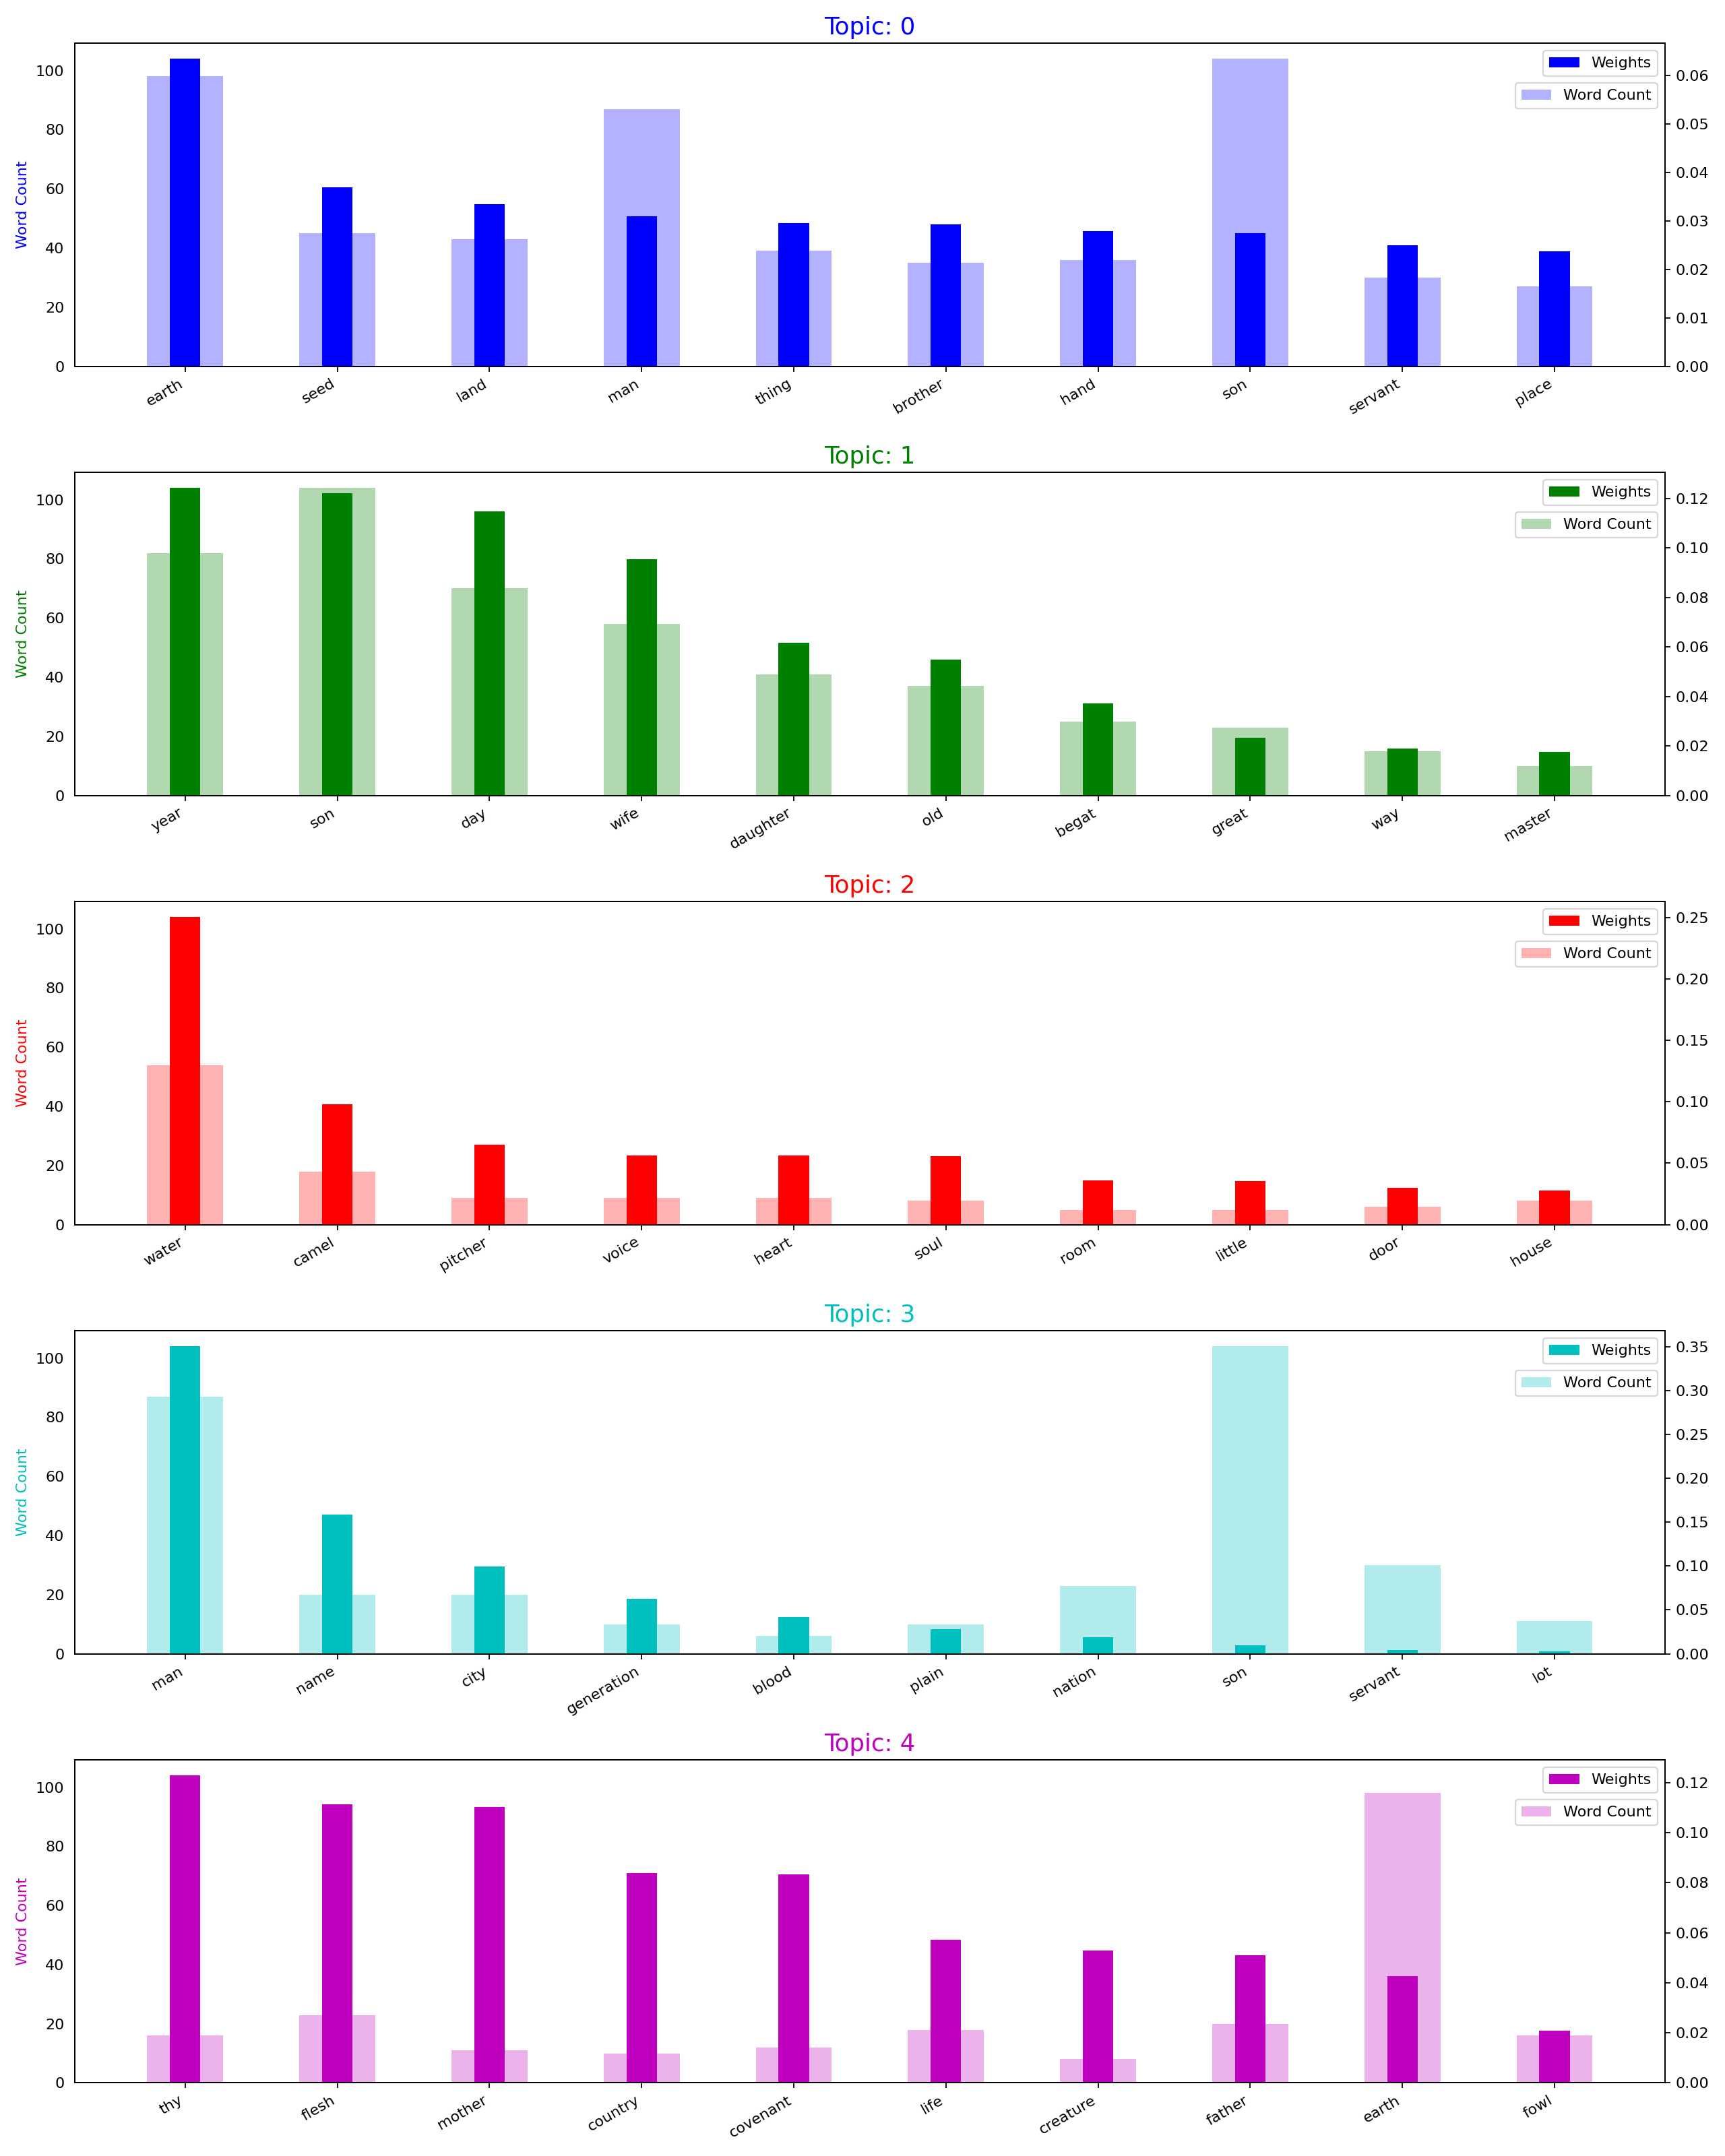 Topic: 0
Weights
Word Count
Word Count
100
80
60
40
20
0
0.06
0.05
0.04
0.03
0.02
0.01
0.00
earth seed land man thing brother hand son servant place
Topic: 1
Weights
Word Count
Word Count
100
80
60
40
20
0
0.12
0.10
0.08
0.06
0.04
0.02
0.00
year son day wife daughter old begat great way master
Topic: 2
Weights
Word Count
Word Count
100
80
60
40
20
0
0.25
0.20
0.15
0.10
0.05
0.00
water camel pitcher voice heart soul room little door house
Topic: 3
Weights
Word Count
Word Count
100
80
60
40
20
0
0.35
0.30
0.25
0.20
0.15
0.10
0.05
0.00
man name city generation blood plain nation son servant lot
Topic: 4
Weights
Word Count
Word Count
100
80
60
40
20
0
0.12
0.10
0.08
0.06
0.04
0.02
0.00
thy flesh mother country covenant life creature father earth fowl